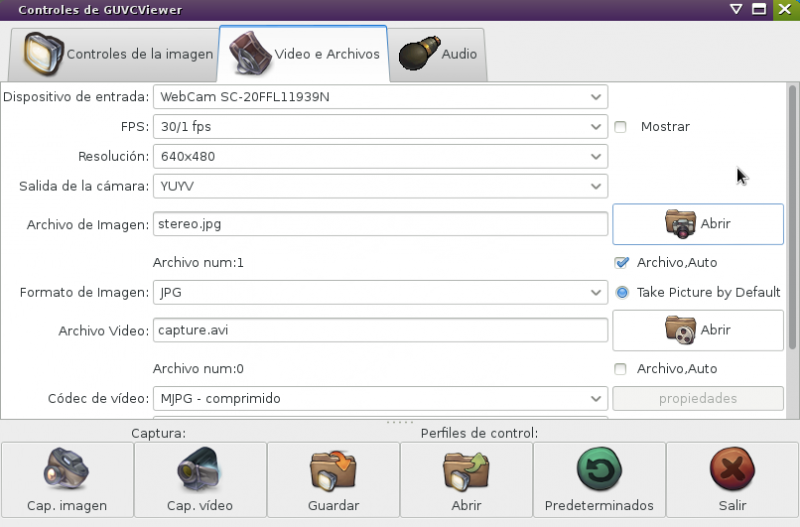 Controles de GUVCViewer
Controles de la imagen
Video e Archivos
Audio
Dispositivo de entrada: WebCam SC-20FFL11939N
FPS: 30/1 fps Mostrar
Resolución: 640x480
Salida de la cámara: YUYV
Archivo de Imagen: stereo.jpg Abrir
Archivo num:1 Archivo,Auto
Formato de Imagen: JPG Take Picture by Default
Archivo Video: capture.avi Abrir
Archivo num:0 Archivo,Auto
Códec de vídeo: MJPG - comprimido propiedades
Captura: Perfiles de control:
Cap. imagen Cap. vídeo Guardar Abrir Predeterminados Salir